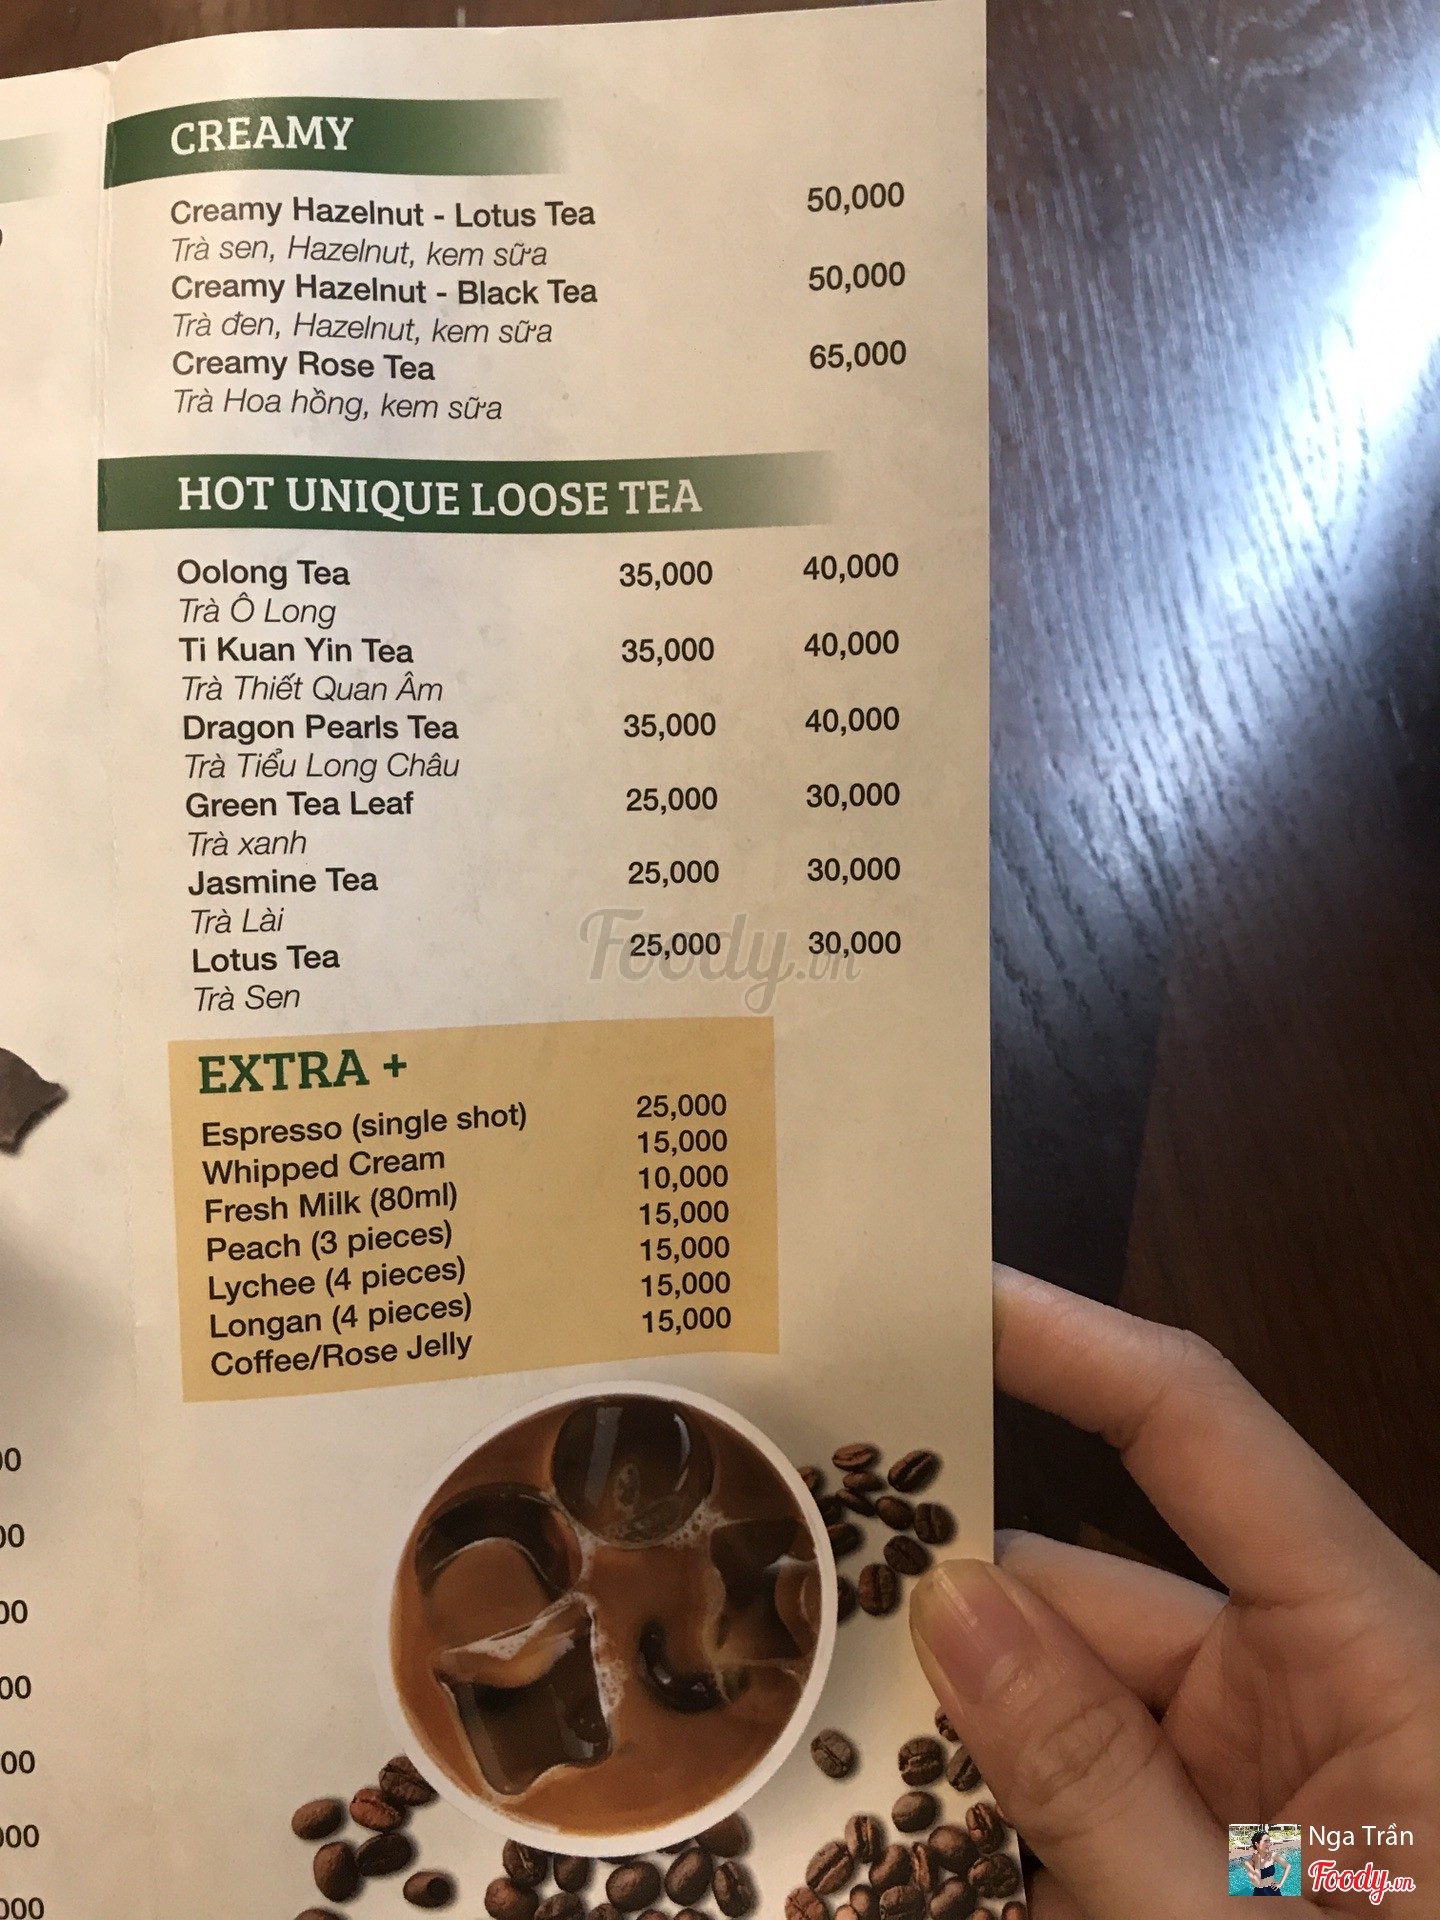 CREAMY
Creamy Hazelnut - Lotus Tea 50,000
Trà sen, Hazelnut, kem sữa
Creamy Hazelnut - Black Tea 50,000
Trà đen, Hazelnut, kem sữa
Creamy Rose Tea 65,000
Trà Hoa hồng, kem sữa
HOT UNIQUE LOOSE TEA
Oolong Tea 35,000 40,000
Trà Ô Long
Ti Kuan Yin Tea 35,000 40,000
Trà Thiết Quan Âm
Dragon Pearls Tea 35,000 40,000
Trà Tiểu Long Châu
Green Tea Leaf 25,000 30,000
Trà xanh
Jasmine Tea 25,000 30,000
Trà Lài
Lotus Tea 25,000 30,000
Trà Sen
Foody.vn
EXTRA +
Espresso (single shot) 25,000
Whipped Cream 15,000
Fresh Milk (80ml) 10,000
Peach (3 pieces) 15,000
Lychee (4 pieces) 15,000
Longan (4 pieces) 15,000
Coffee/Rose Jelly 15,000
Nga Trần
Foody.vn